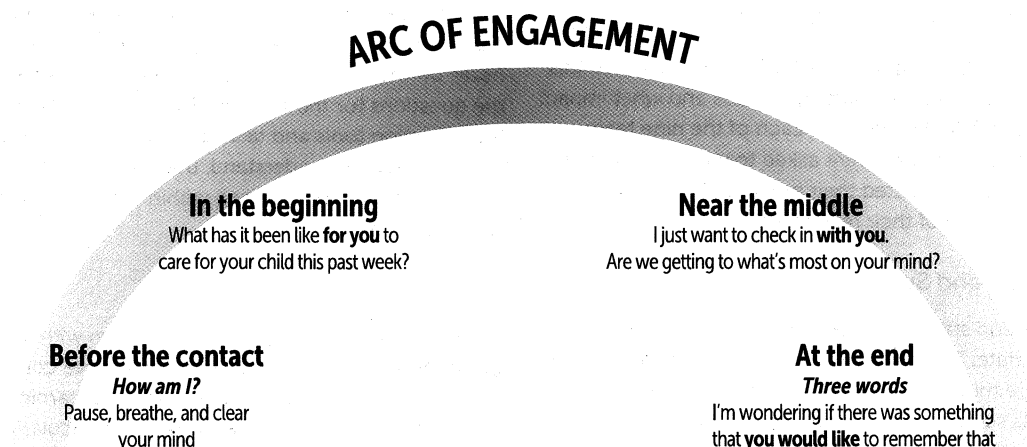 ARC OF ENGAGEMENT
In the beginning
What has it been like for you to
care for your child this past week?
Near the middle
I just want to check in with you.
Are we getting to what's most on your mind?
Before the contact
How am I?
Pause, breathe, and clear
your mind
At the end
Three words
I'm wondering if there was something
that you would like to remember that